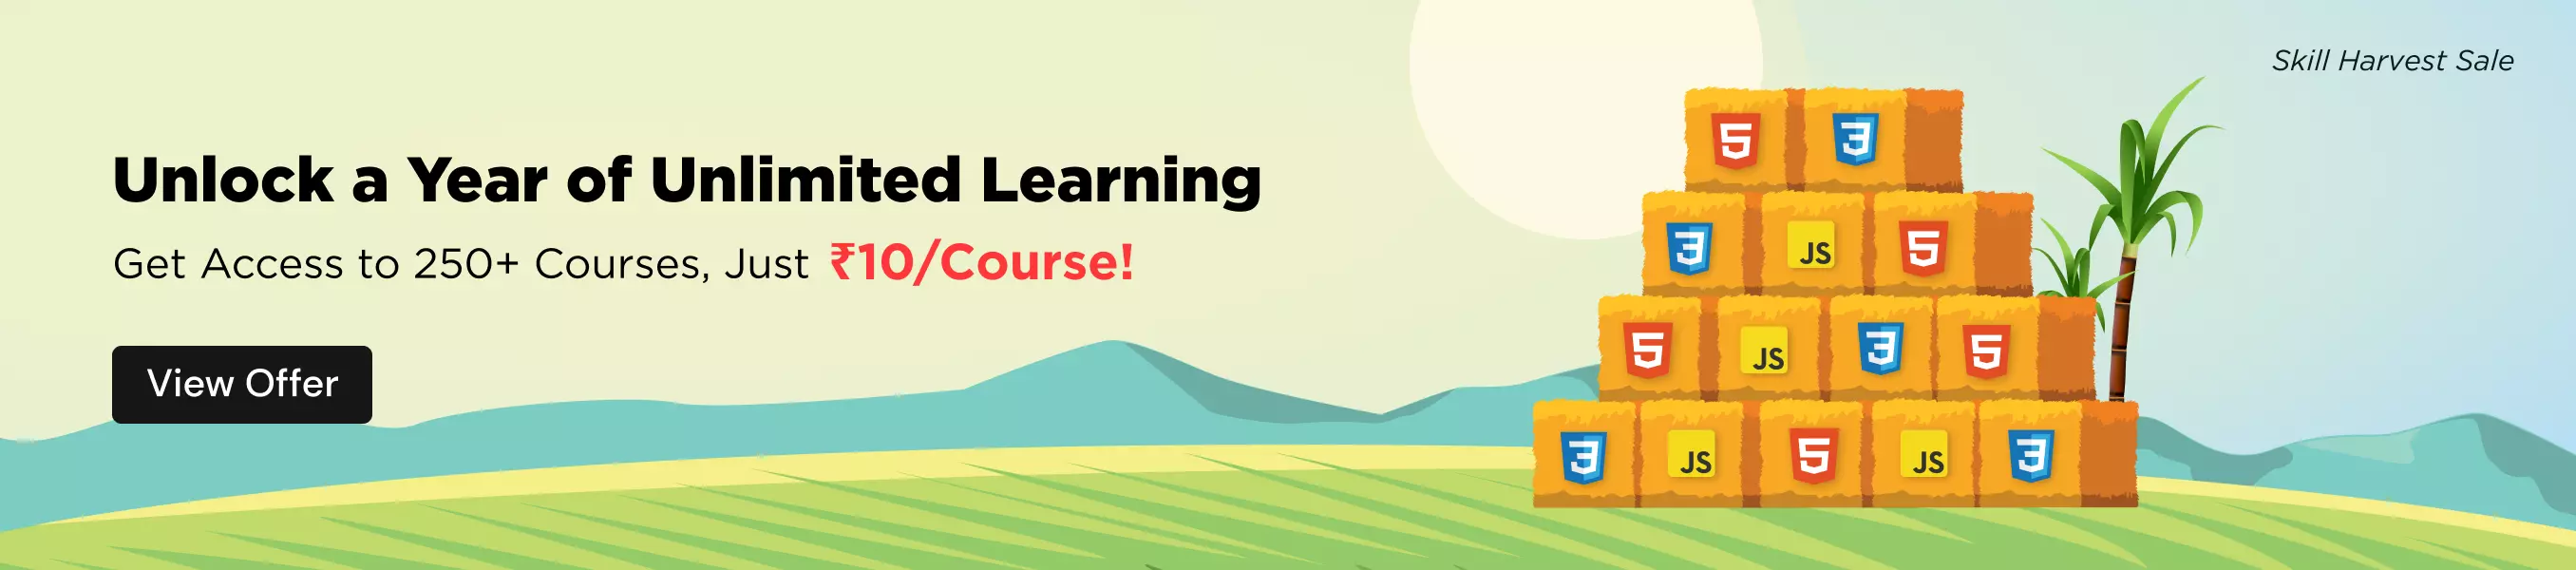 Skill Harvest Sale
Unlock a Year of Unlimited Learning
Get Access to 250+ Courses, Just ₹10/Course!
View Offer
5 3
3 JS 5
5 JS 3 5
3 JS 5 JS 3